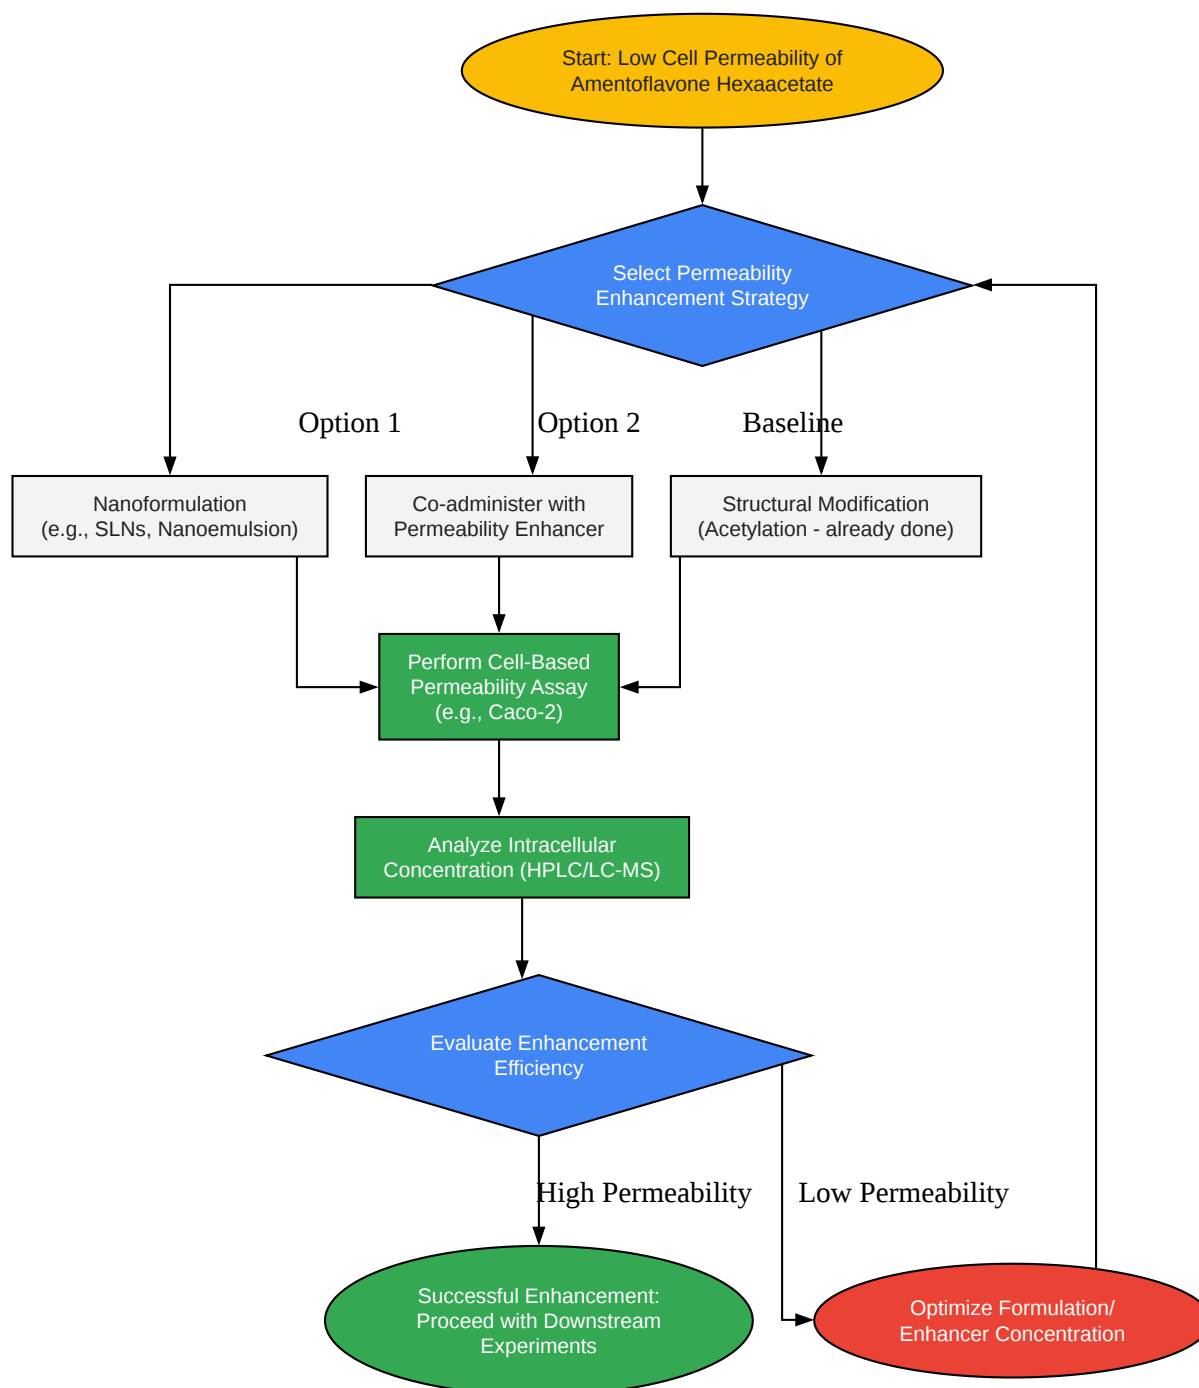 Start: Low Cell Permeability of
Amentoflavone Hexaacetate
Select Permeability
Enhancement Strategy
Option 1
Option 2
Baseline
Nanoformulation
(e.g., SLNs, Nanoemulsion)
Co-administer with
Permeability Enhancer
Structural Modification
(Acetylation - already done)
Perform Cell-Based
Permeability Assay
(e.g., Caco-2)
Analyze Intracellular
Concentration (HPLC/LC-MS)
Evaluate Enhancement
Efficiency
High Permeability
Low Permeability
Successful Enhancement:
Proceed with Downstream
Experiments
Optimize Formulation/
Enhancer Concentration